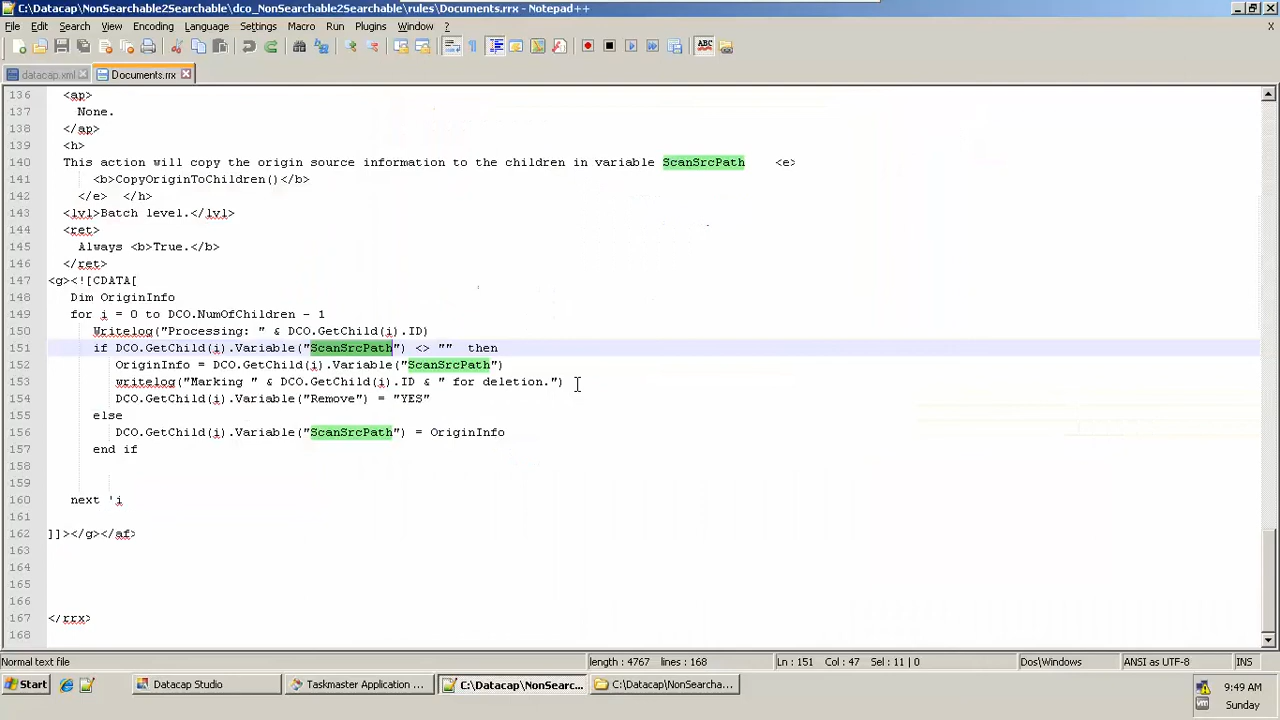 C:\Datacap\NonSearchable2Searchable\dco_NonSearchable2Searchable\rules\Documents.rrx - Notepad++
File Edit Search View Encoding Language Settings Macro Run Plugins Window ? X
ABC
datacap.xml Documents.rrx
136 <ap>
137 None.
138 </ap>
139 <h>
140 This action will copy the origin source information to the children in variable ScanSrcPath <e>
141 <b>CopyOriginToChildren()</b>
142 </e> </h>
143 <lvl>Batch level.</lvl>
144 <ret>
145 Always <b>True.</b>
146 </ret>
147 <g><![CDATA[
148 Dim OriginInfo
149 for i = 0 to DCO.NumOfChildren - 1
150 Writelog("Processing: " & DCO.GetChild(i).ID)
151 if DCO.GetChild(i).Variable("ScanSrcPath") <> "" then
152 OriginInfo = DCO.GetChild(i).Variable("ScanSrcPath")
153 writelog("Marking " & DCO.GetChild(i).ID & " for deletion.")
154 DCO.GetChild(i).Variable("Remove") = "YES"
155 else
156 DCO.GetChild(i).Variable("ScanSrcPath") = OriginInfo
157 end if
158
159
160 next 'i
161
162 ]]></g></af>
163
164
165
166
167 </rrx>
168
Normal text file length : 4767 lines : 168 Ln : 151 Col : 47 Sel : 11 | 0 Dos\Windows ANSI as UTF-8 INS
Start Datacap Studio Taskmaster Application ... C:\Datacap\NonSearc... C:\Datacap\NonSearcha... 9:49 AM
Sunday